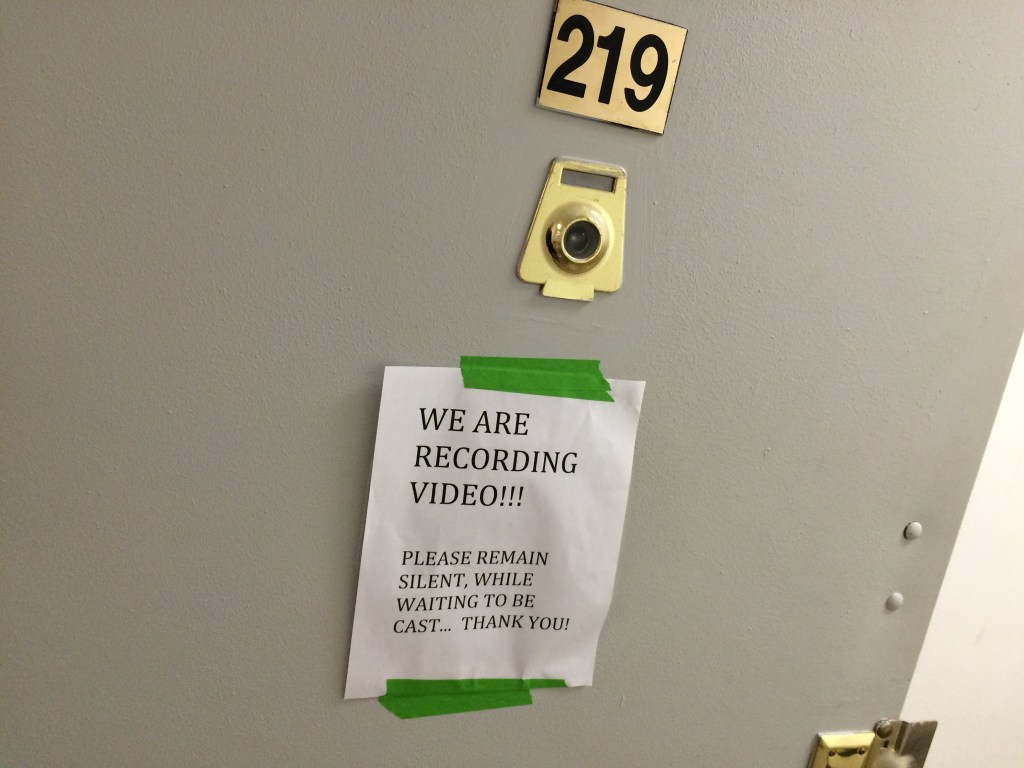 219
WE ARE
RECORDING
VIDEO!!!
PLEASE REMAIN
SILENT, WHILE
WAITING TO BE
CAST... THANK YOU!